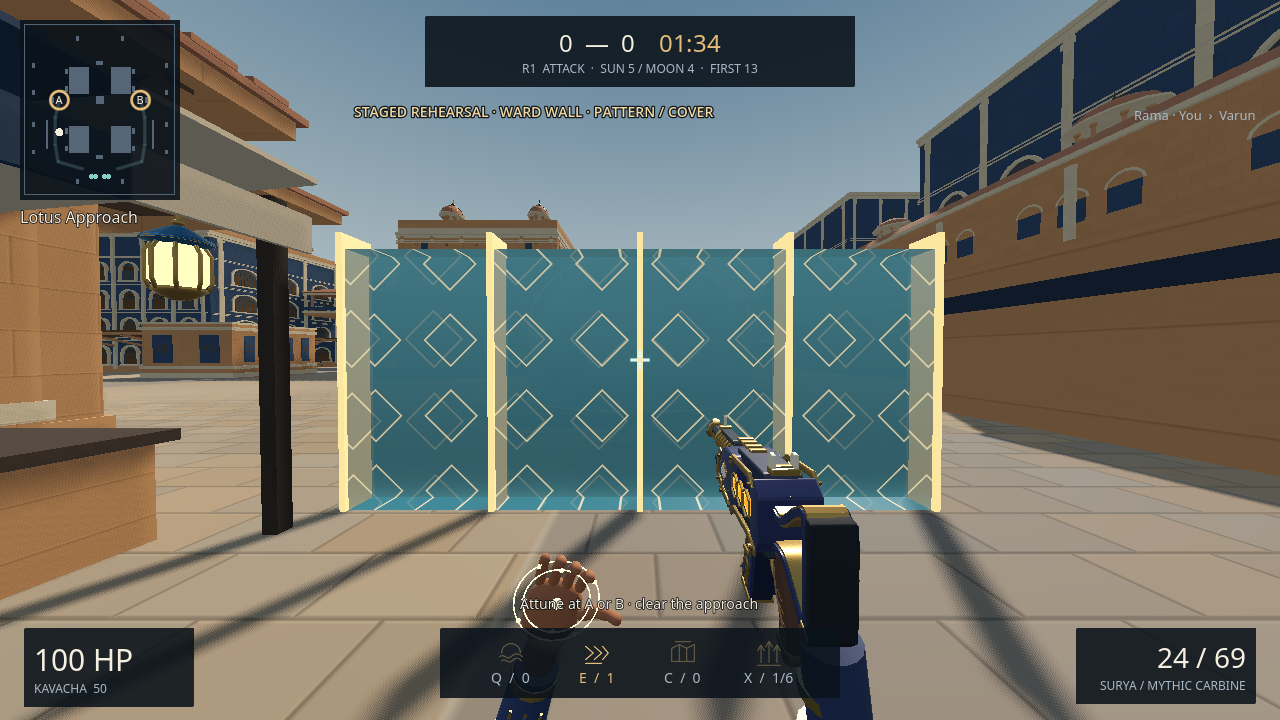 0 — 0 01:34
R1 ATTACK · SUN 5 / MOON 4 · FIRST 13
STAGED REHEARSAL · WARD WALL · PATTERN / COVER
Rama · You › Varun
A
B
Lotus Approach
Attune at A or B · clear the approach
100 HP
KAVACHA 50
Q / 0
E / 1
C / 0
X / 1/6
24 / 69
SURYA / MYTHIC CARBINE